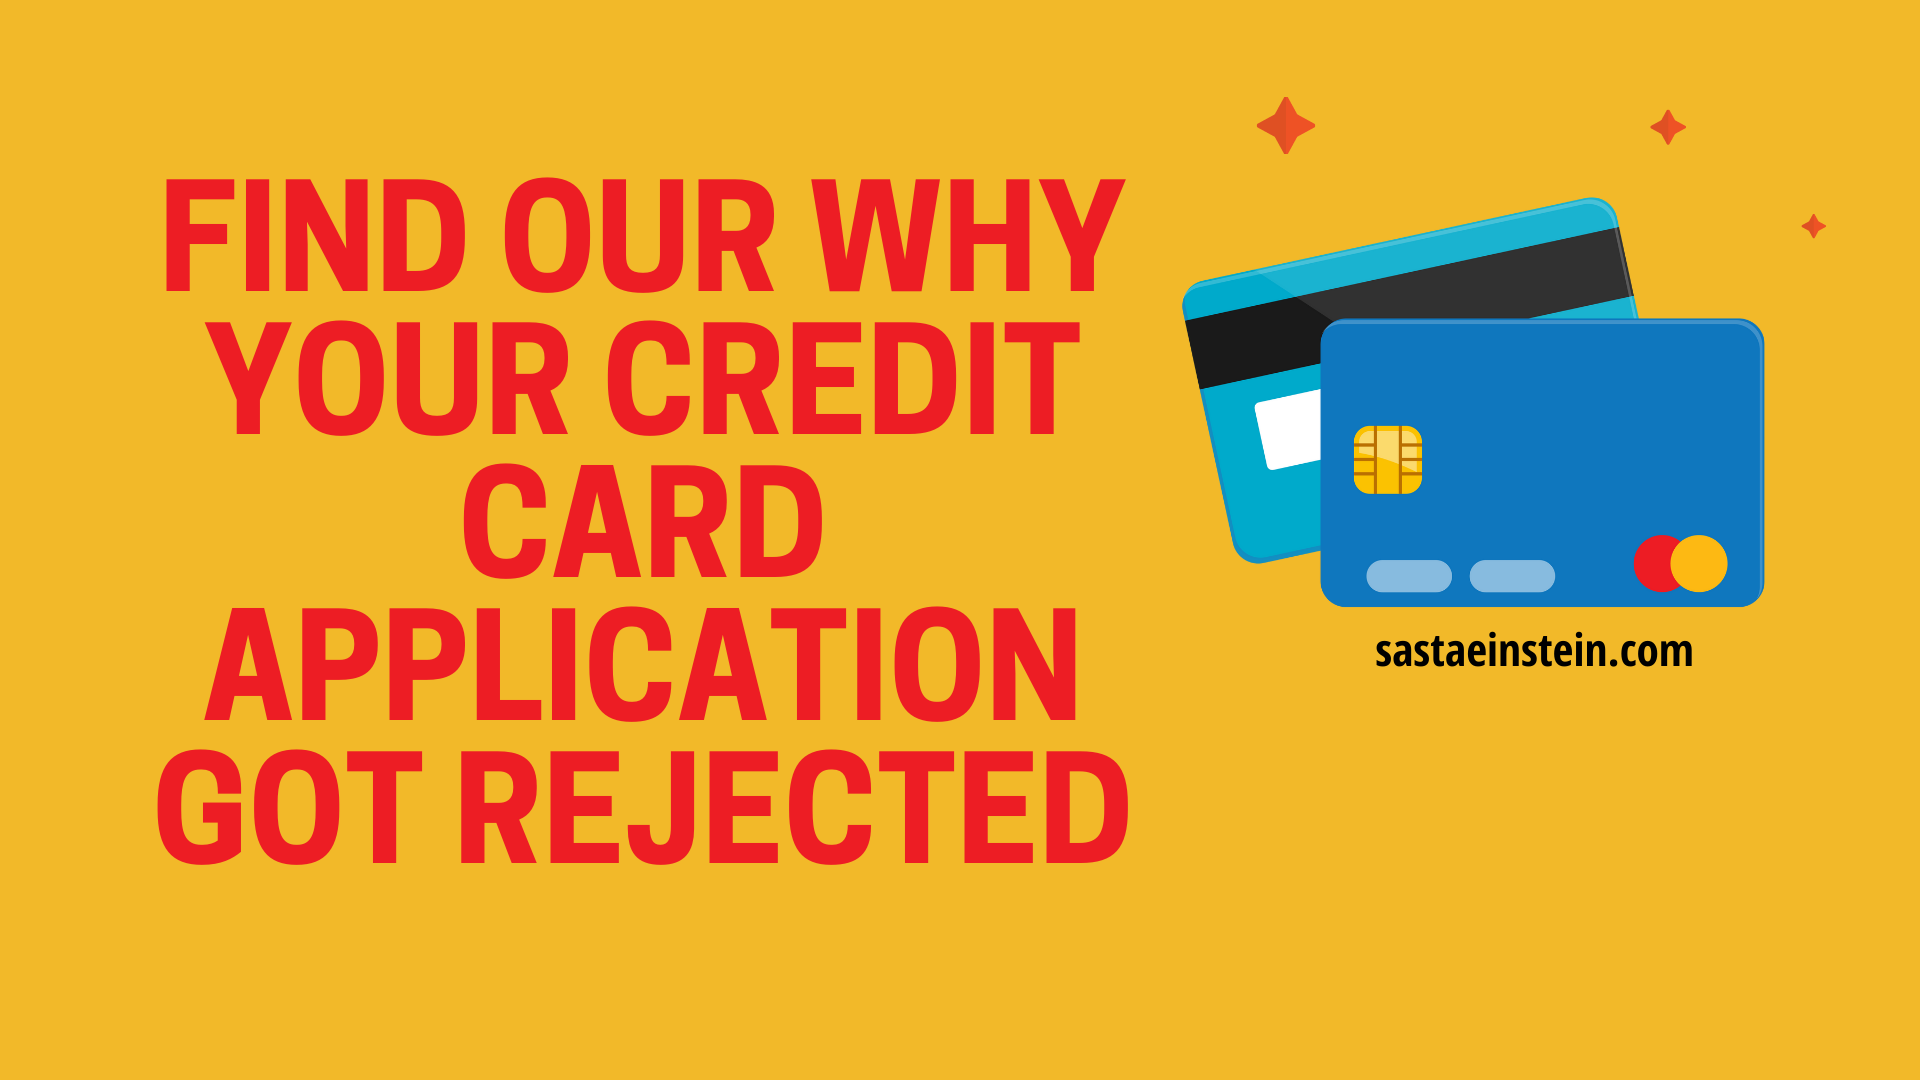 FIND OUR WHY
YOUR CREDIT
CARD
APPLICATION
GOT REJECTED
sastaeinstein.com